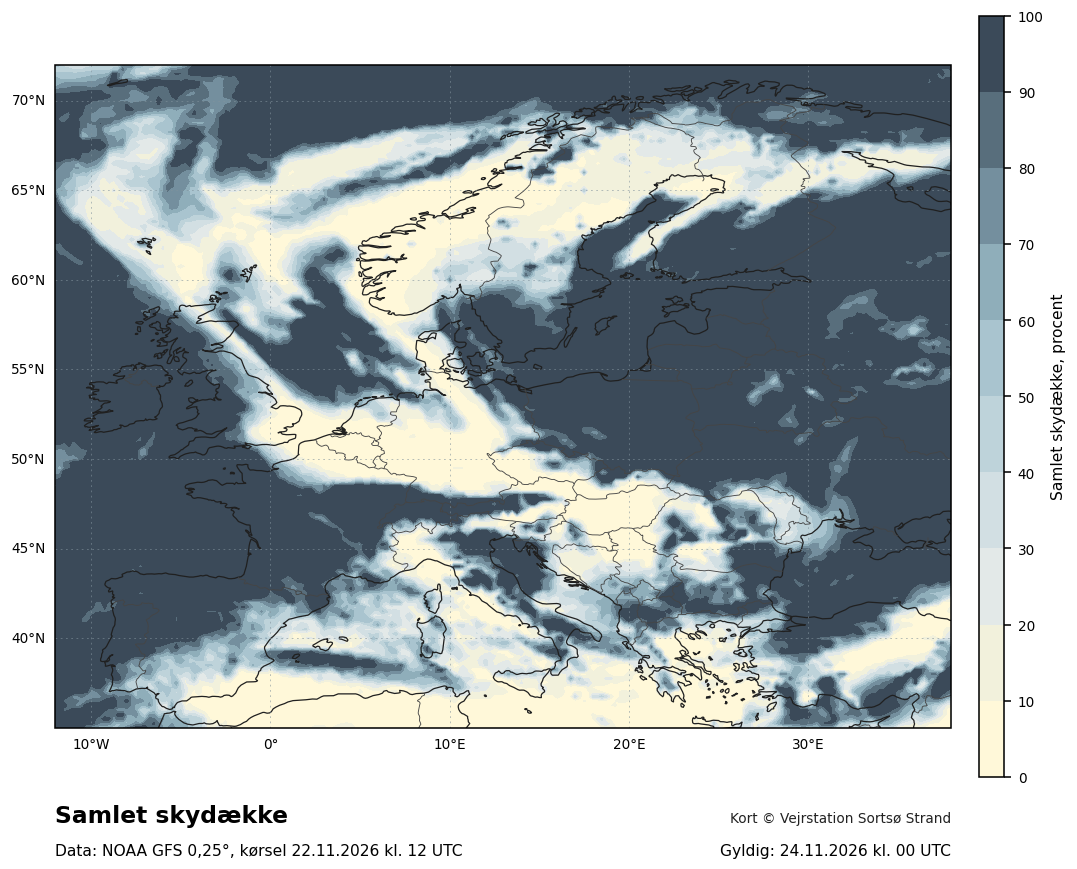 100
90
80
70
60
50
40
30
20
10
0
Samlet skydække, procent
70°N
65°N
60°N
55°N
50°N
45°N
40°N
10°W
0°
10°E
20°E
30°E
Samlet skydække
Kort © Vejrstation Sortsø Strand
Data: NOAA GFS 0,25°, kørsel 22.11.2026 kl. 12 UTC
Gyldig: 24.11.2026 kl. 00 UTC